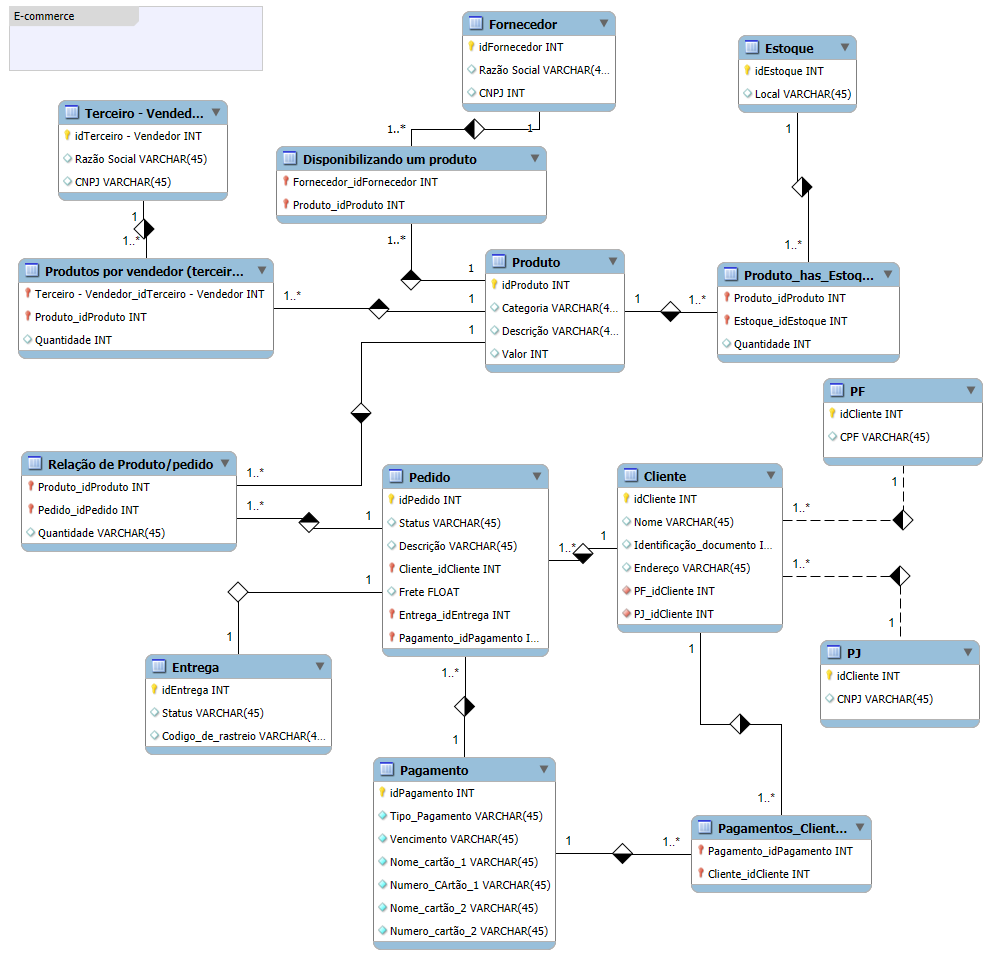 E-commerce
Fornecedor
idFornecedor INT
Razão Social VARCHAR(4...
CNPJ INT
Estoque
idEstoque INT
Local VARCHAR(45)
Terceiro - Vended...
idTerceiro - Vendedor INT
Razão Social VARCHAR(45)
CNPJ VARCHAR(45)
1..*
1
1
Disponibilizando um produto
Fornecedor_idFornecedor INT
Produto_idProduto INT
1
1..*
1..*
1..*
Produtos por vendedor (terceir...
Terceiro - Vendedor_idTerceiro - Vendedor INT
Produto_idProduto INT
Quantidade INT
1..*
1
1
1
Produto
idProduto INT
Categoria VARCHAR(4...
Descrição VARCHAR(4...
Valor INT
1
1..*
Produto_has_Estoq...
Produto_idProduto INT
Estoque_idEstoque INT
Quantidade INT
PF
idCliente INT
CPF VARCHAR(45)
Relação de Produto/pedido
Produto_idProduto INT
Pedido_idPedido INT
Quantidade VARCHAR(45)
1..*
1..*
1
Pedido
idPedido INT
Status VARCHAR(45)
Descrição VARCHAR(45)
Cliente_idCliente INT
Frete FLOAT
Entrega_idEntrega INT
Pagamento_idPagamento I...
1..*
1
Cliente
idCliente INT
Nome VARCHAR(45)
Identificação_documento I...
Endereço VARCHAR(45)
PF_idCliente INT
PJ_idCliente INT
1
1..*
1..*
1
1
1
Entrega
idEntrega INT
Status VARCHAR(45)
Codigo_de_rastreio VARCHAR(4...
PJ
idCliente INT
CNPJ VARCHAR(45)
1..*
1
1
1..*
Pagamento
idPagamento INT
Tipo_Pagamento VARCHAR(45)
Vencimento VARCHAR(45)
Nome_cartão_1 VARCHAR(45)
Numero_CArtão_1 VARCHAR(45)
Nome_cartão_2 VARCHAR(45)
Numero_cartão_2 VARCHAR(45)
1
1..*
Pagamentos_Client...
Pagamento_idPagamento INT
Cliente_idCliente INT